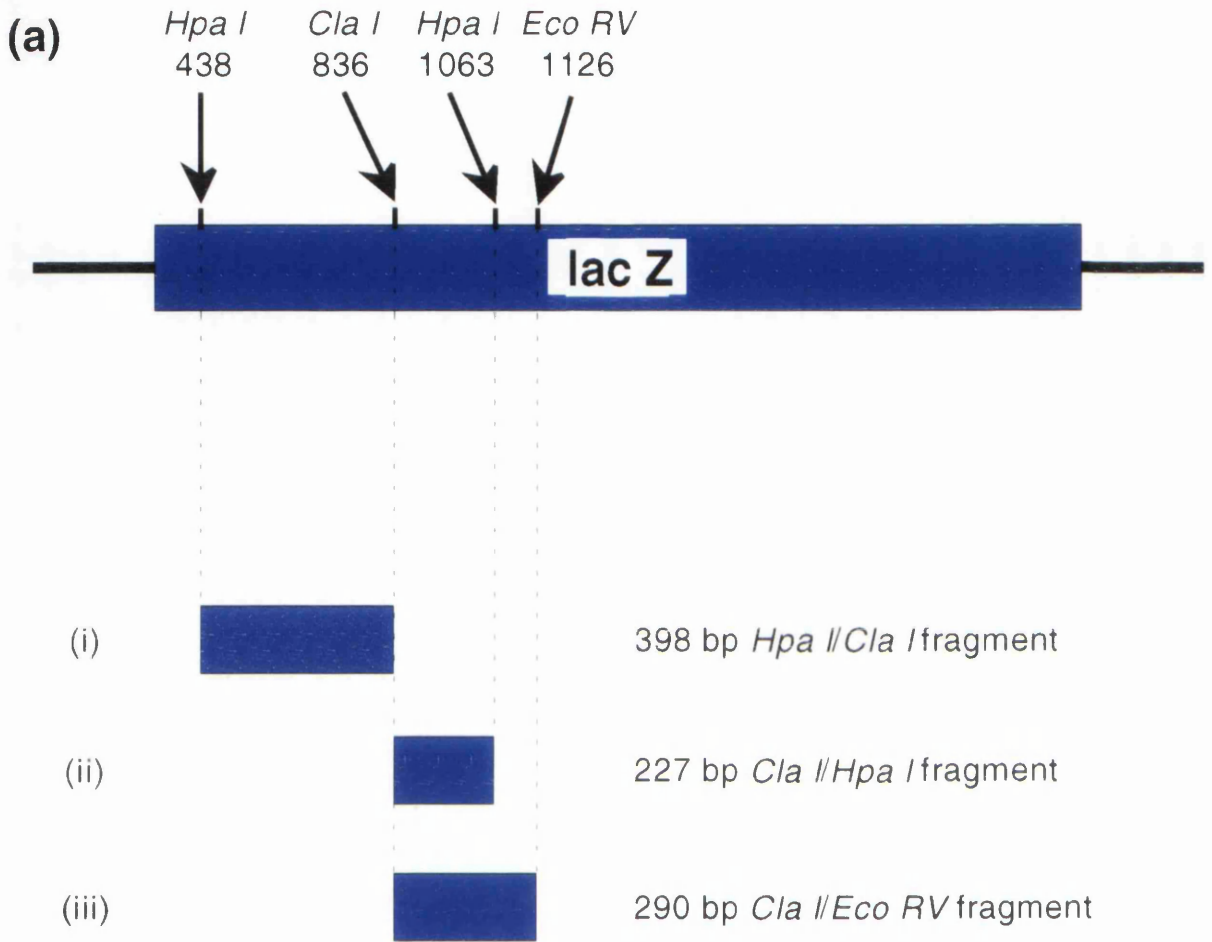 (a)
Hpa I Cla I Hpa I Eco RV
438 836 1063 1126
lac Z
(i) 398 bp Hpa I/Cla I fragment
(ii) 227 bp Cla I/Hpa I fragment
(iii) 290 bp Cla I/Eco RV fragment